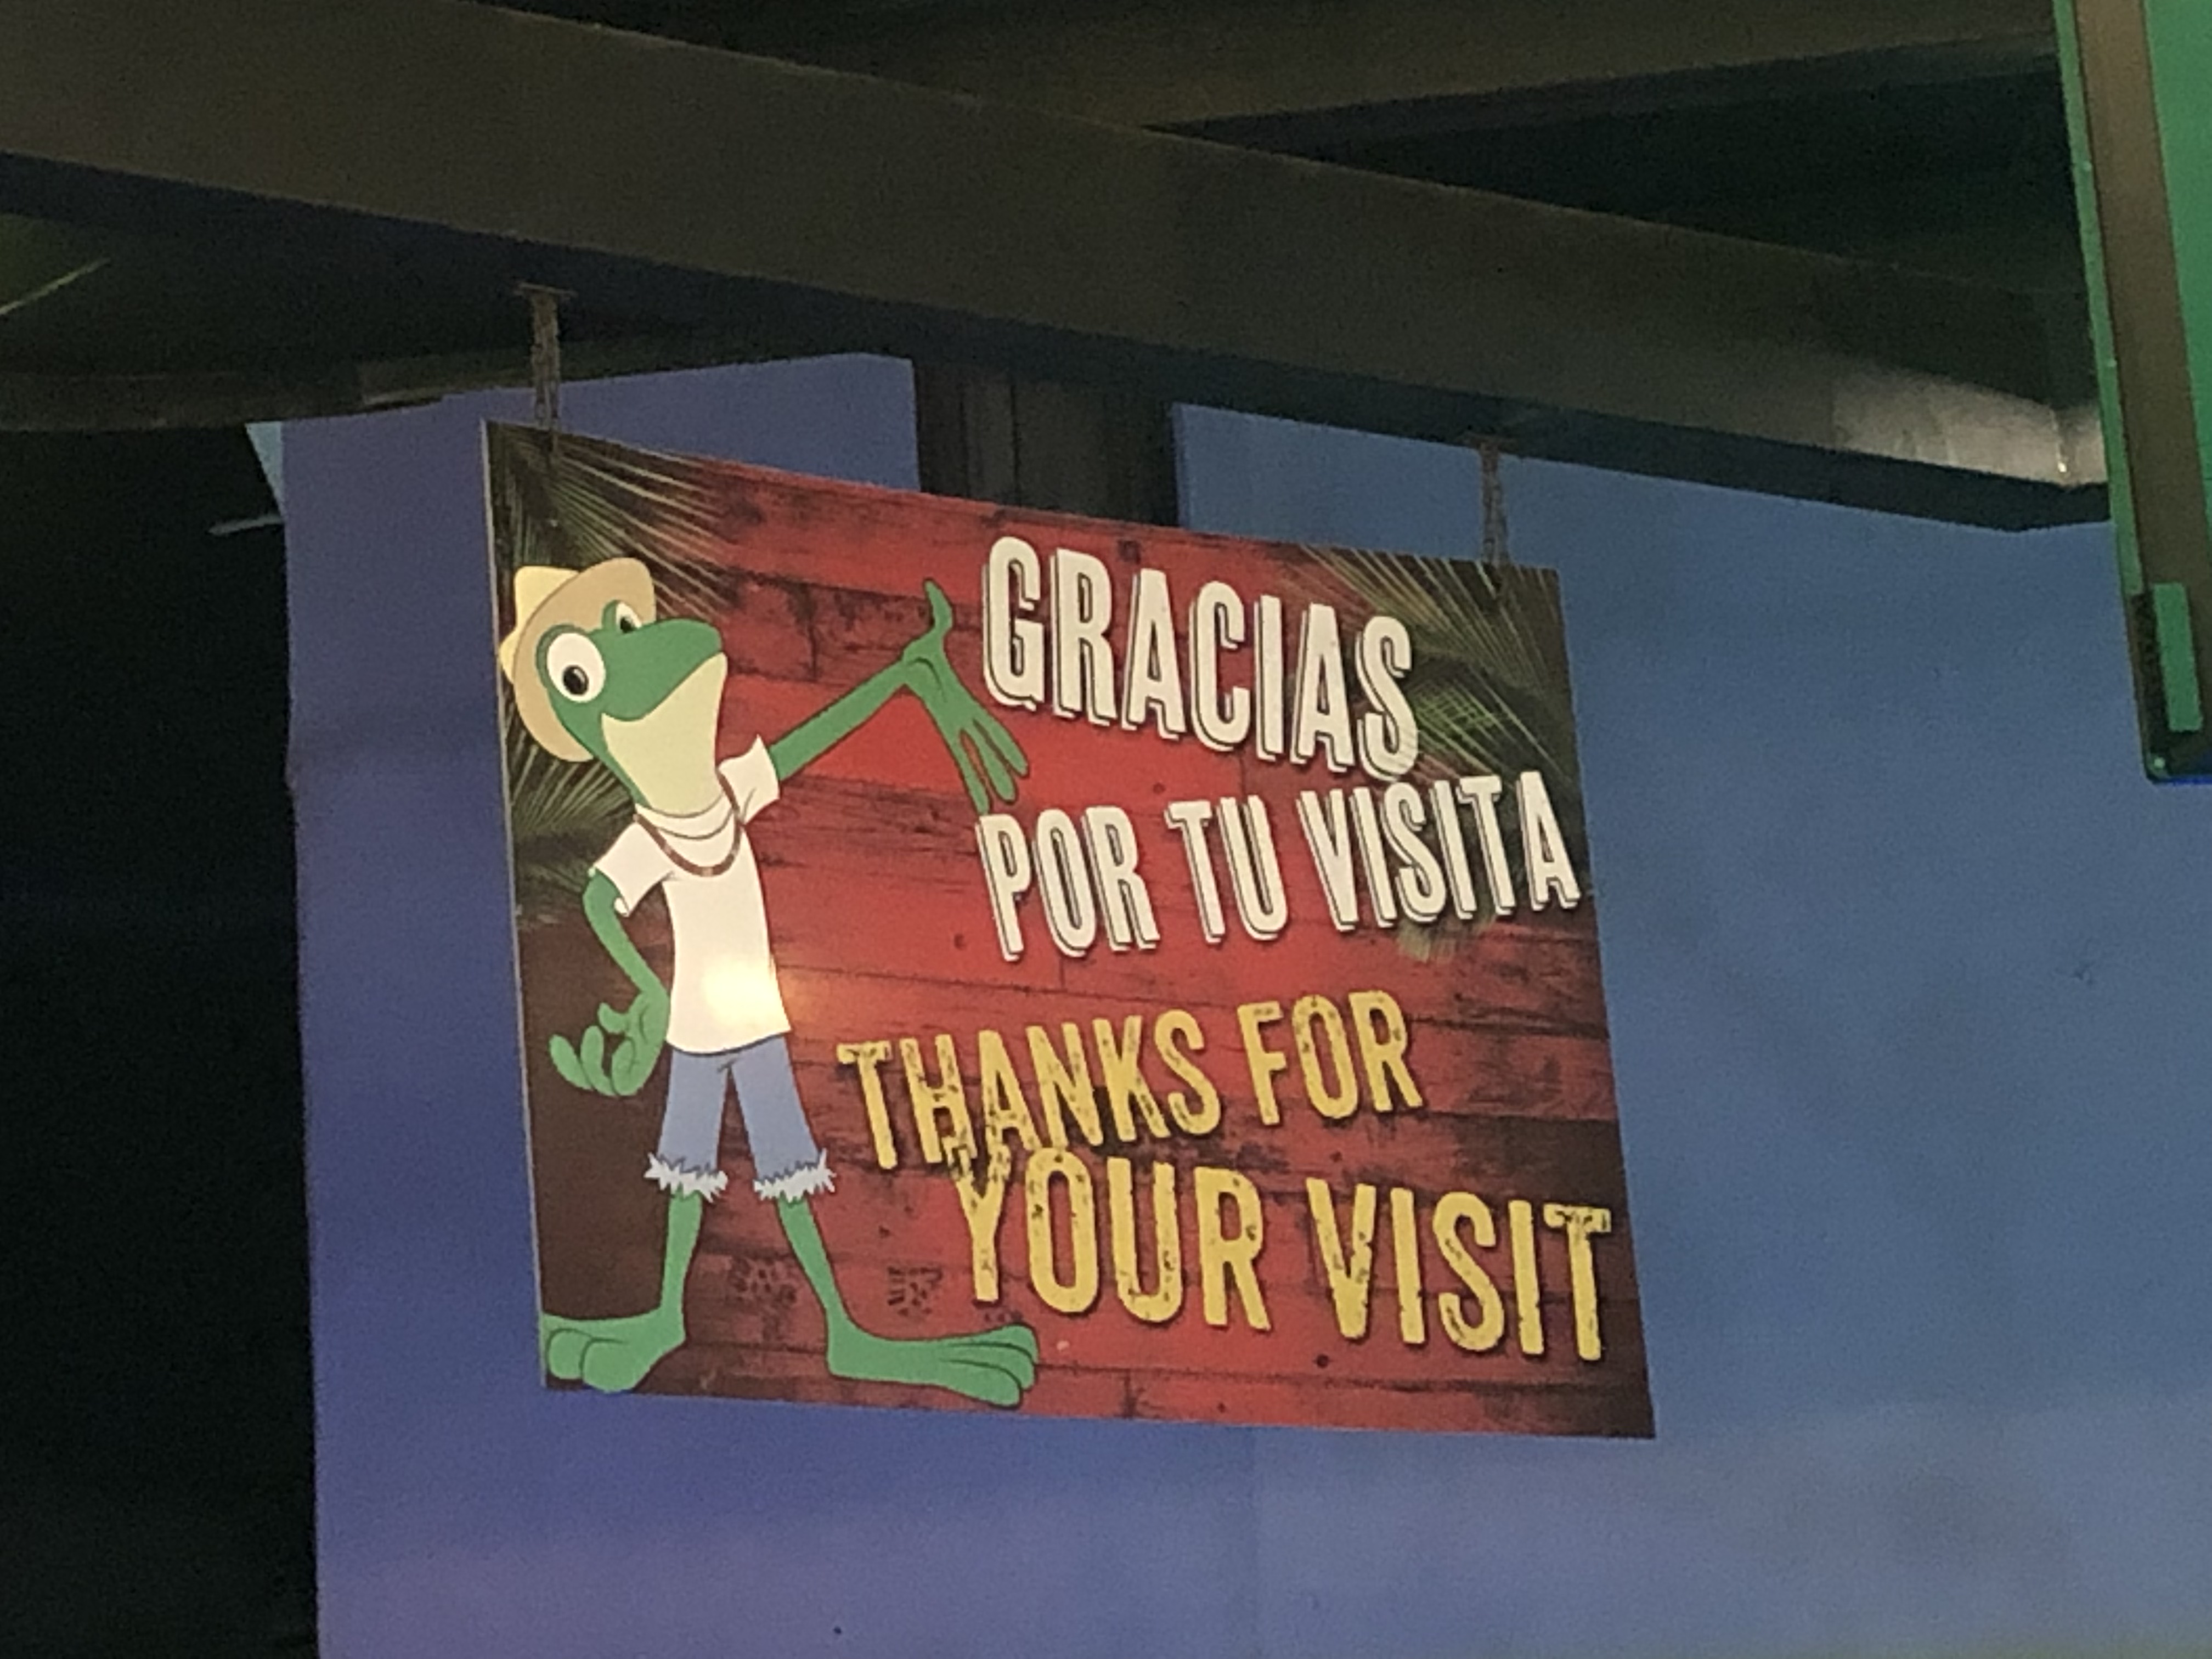 GRACIAS
POR TU VISITA
THANKS FOR
YOUR VISIT